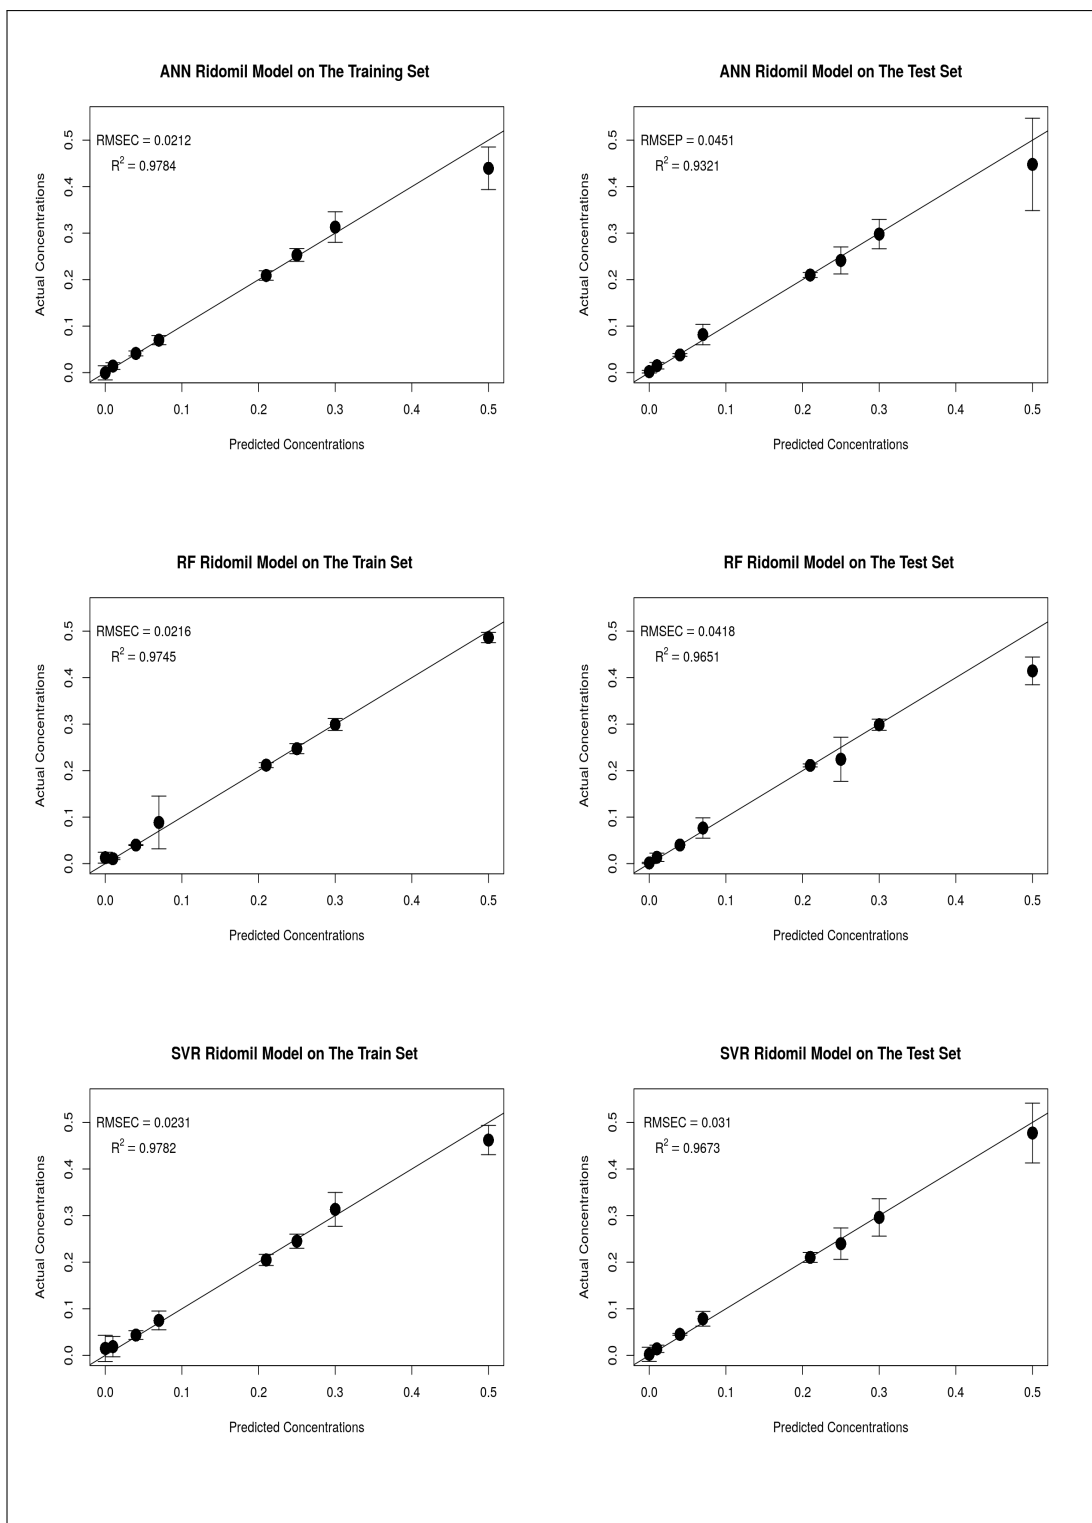 ANN Ridomil Model on The Training Set
RMSEC = 0.0212
R² = 0.9784
Actual Concentrations
0.0 0.1 0.2 0.3 0.4 0.5
0.0 0.1 0.2 0.3 0.4 0.5
Predicted Concentrations
ANN Ridomil Model on The Test Set
RMSEP = 0.0451
R² = 0.9321
Actual Concentrations
0.0 0.1 0.2 0.3 0.4 0.5
0.0 0.1 0.2 0.3 0.4 0.5
Predicted Concentrations
RF Ridomil Model on The Train Set
RMSEC = 0.0216
R² = 0.9745
Actual Concentrations
0.0 0.1 0.2 0.3 0.4 0.5
0.0 0.1 0.2 0.3 0.4 0.5
Predicted Concentrations
RF Ridomil Model on The Test Set
RMSEC = 0.0418
R² = 0.9651
Actual Concentrations
0.0 0.1 0.2 0.3 0.4 0.5
0.0 0.1 0.2 0.3 0.4 0.5
Predicted Concentrations
SVR Ridomil Model on The Train Set
RMSEC = 0.0231
R² = 0.9782
Actual Concentrations
0.0 0.1 0.2 0.3 0.4 0.5
0.0 0.1 0.2 0.3 0.4 0.5
Predicted Concentrations
SVR Ridomil Model on The Test Set
RMSEC = 0.031
R² = 0.9673
Actual Concentrations
0.0 0.1 0.2 0.3 0.4 0.5
0.0 0.1 0.2 0.3 0.4 0.5
Predicted Concentrations